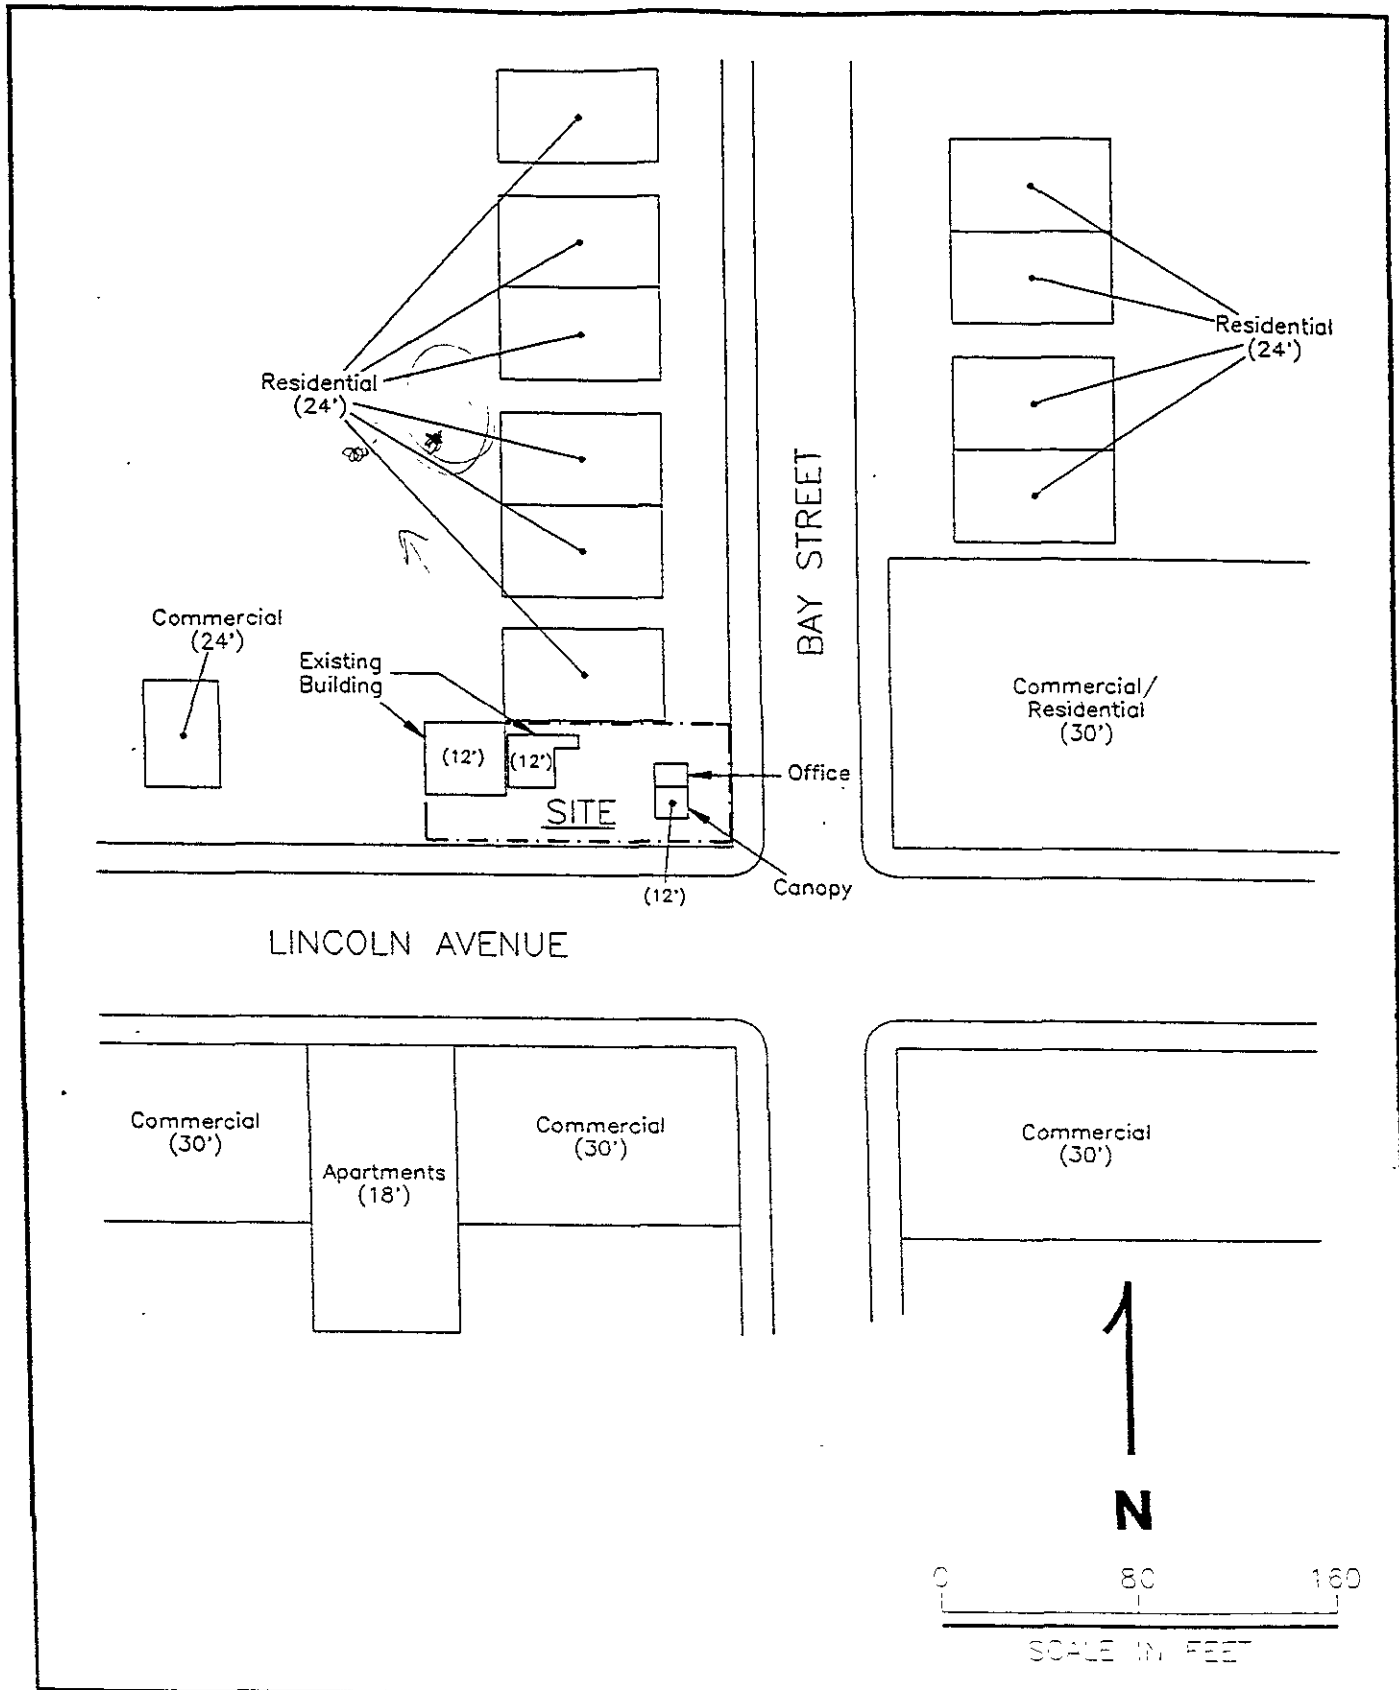 Residential
(24')
Residential
(24')
BAY STREET
Commercial
(24')
Existing
Building
(12')
(12')
SITE
Office
Canopy
(12')
Commercial/
Residential
(30')
LINCOLN AVENUE
Commercial
(30')
Apartments
(18')
Commercial
(30')
Commercial
(30')
N
0 80 160
SCALE IN FEET